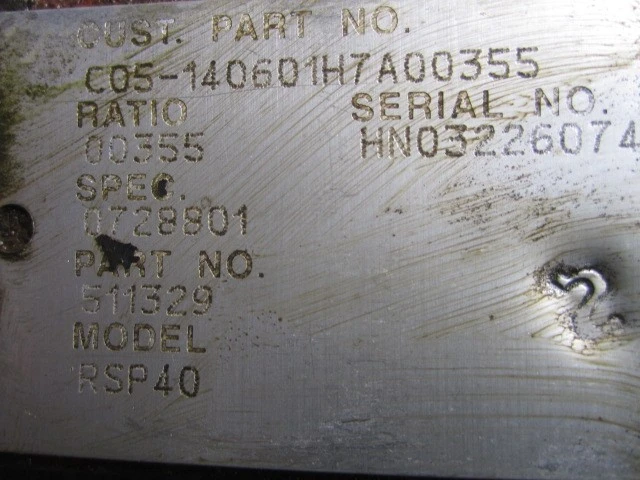 CUST. PART NO.
C05-140601H7A00355
RATIO SERIAL NO.
00355 HN03226074
SPEC.
0728801
PART NO.
511329
MODEL
RSP40